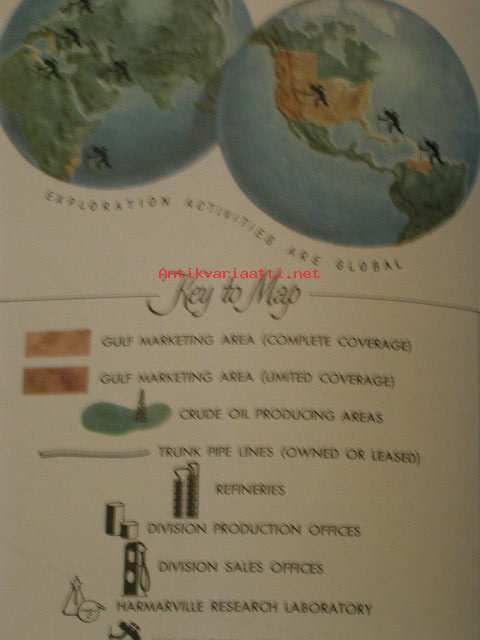 EXPLORATION ACTIVITIES ARE GLOBAL
Antikvariaatti.net
Key to Map
GULF MARKETING AREA (COMPLETE COVERAGE)
GULF MARKETING AREA (LIMITED COVERAGE)
CRUDE OIL PRODUCING AREAS
TRUNK PIPE LINES (OWNED OR LEASED)
REFINERIES
DIVISION PRODUCTION OFFICES
DIVISION SALES OFFICES
HARMARVILLE RESEARCH LABORATORY